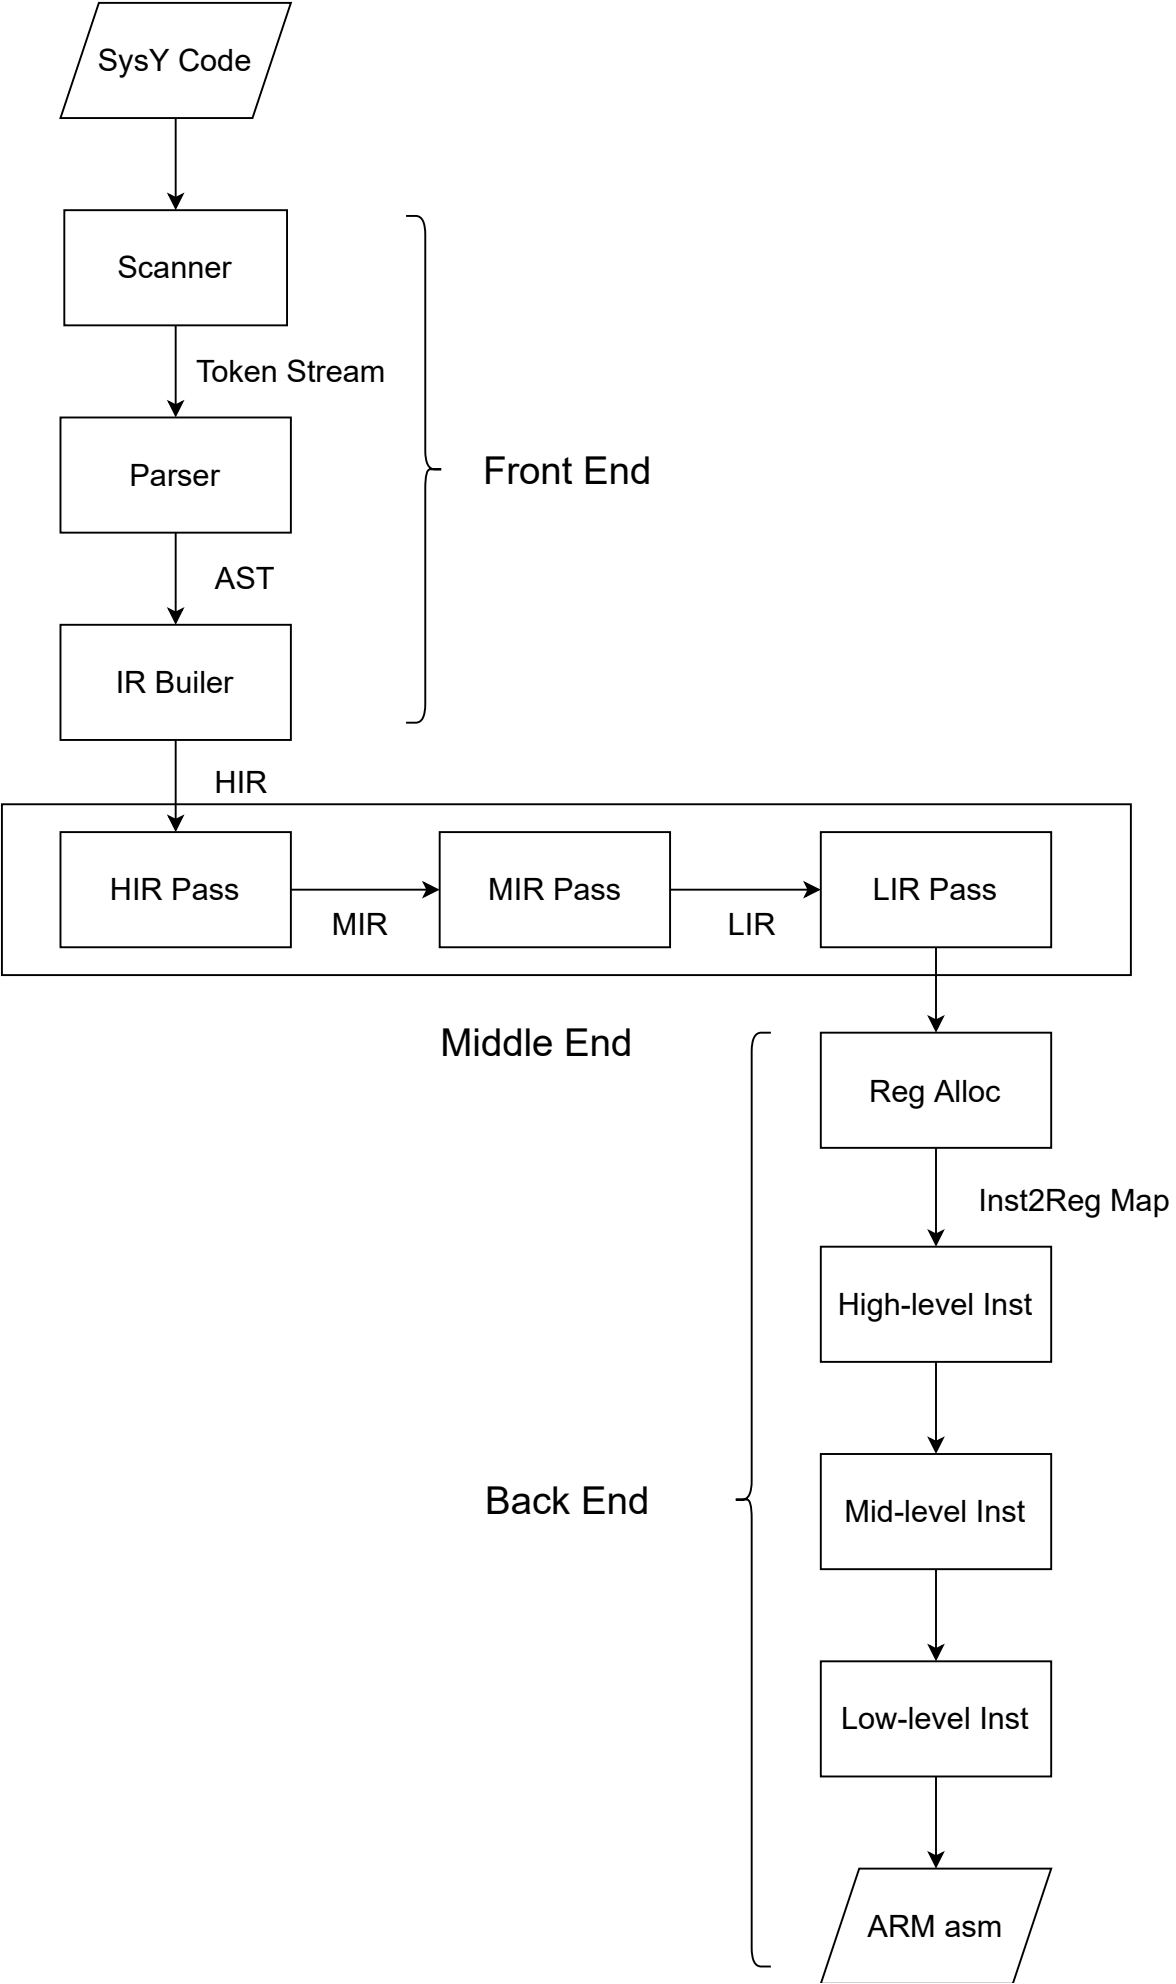 SysY Code
Scanner
Token Stream
Parser
Front End
AST
IR Builer
HIR
HIR Pass
MIR
MIR Pass
LIR
LIR Pass
Middle End
Reg Alloc
Inst2Reg Map
High-level Inst
Back End
Mid-level Inst
Low-level Inst
ARM asm